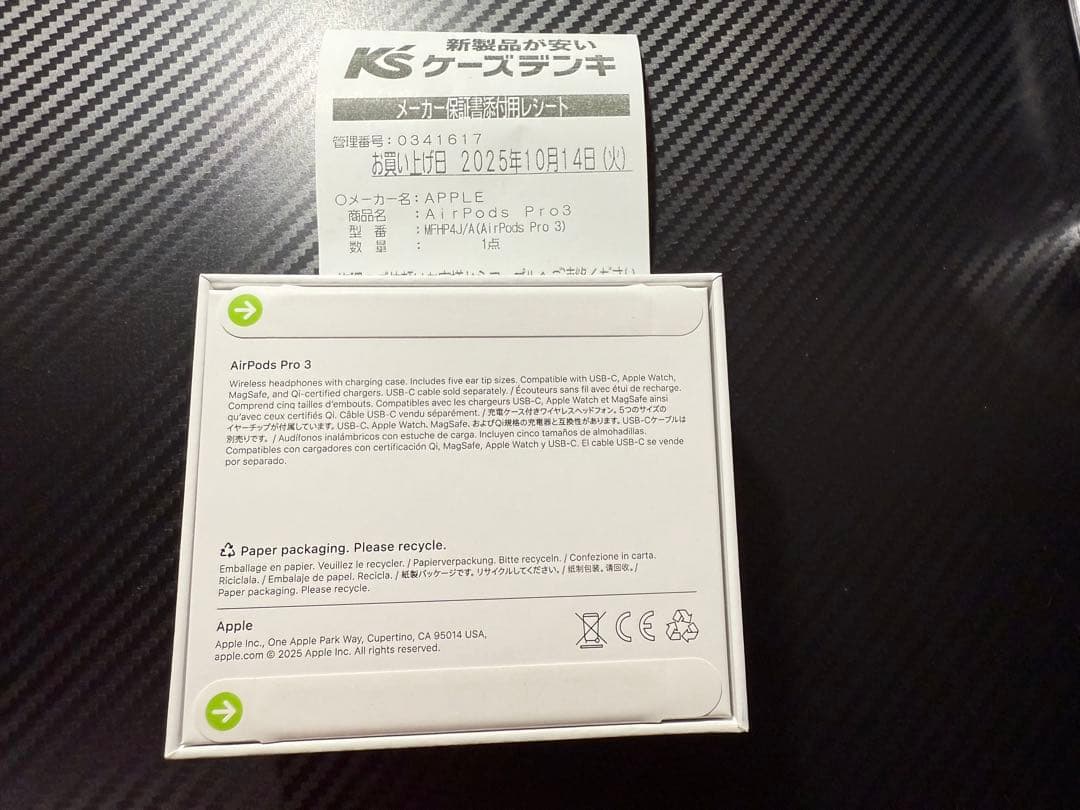 新製品が安い
K'S ケーズデンキ
メーカー保証書添付用レシート
管理番号：0341617
お買い上げ日 2025年10月14日(火)
○メーカー名：APPLE
商品名 ：AirPods Pro3
型番 ：MFHP4J/A(AirPods Pro 3)
数量 ： 1点
AirPods Pro 3
Wireless headphones with charging case. Includes five ear tip sizes. Compatible with USB-C, Apple Watch,
MagSafe, and Qi-certified chargers. USB-C cable sold separately. / Écouteurs sans fil avec étui de recharge.
Comprend cinq tailles d'embouts. Compatibles avec les chargeurs USB-C, Apple Watch et MagSafe ainsi
qu'avec ceux certifiés Qi. Câble USB-C vendu séparément. / 充電ケース付きワイヤレスヘッドフォン。5つのサイズの
イヤーチップが付属しています。USB-C、Apple Watch、MagSafe、およびQi規格の充電器と互換性があります。USB-Cケーブルは
別売りです。 / Audífonos inalámbricos con estuche de carga. Incluyen cinco tamaños de almohadillas.
Compatibles con cargadores con certificación Qi, MagSafe, Apple Watch y USB-C. El cable USB-C se vende
por separado.
Paper packaging. Please recycle.
Emballage en papier. Veuillez le recycler. / Papierverpackung. Bitte recyceln. / Confezione in carta.
Riciclala. / Embalaje de papel. Recicla. / 紙製パッケージです。リサイクルしてください。 / 纸制包装。请回收。 /
Paper packaging. Please recycle.
Apple
Apple Inc., One Apple Park Way, Cupertino, CA 95014 USA,
apple.com © 2025 Apple Inc. All rights reserved.
CE